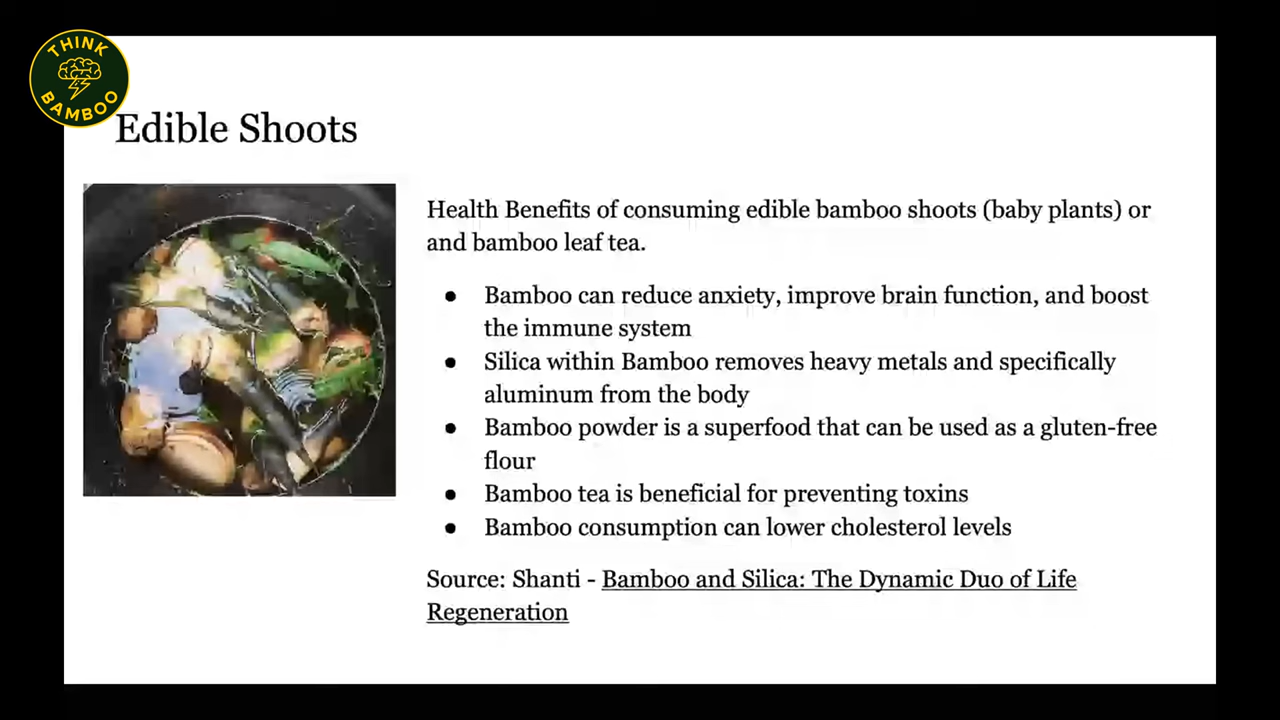 THINK
BAMBOO
Edible Shoots
Health Benefits of consuming edible bamboo shoots (baby plants) or
and bamboo leaf tea.
● Bamboo can reduce anxiety, improve brain function, and boost
the immune system
● Silica within Bamboo removes heavy metals and specifically
aluminum from the body
● Bamboo powder is a superfood that can be used as a gluten-free
flour
● Bamboo tea is beneficial for preventing toxins
● Bamboo consumption can lower cholesterol levels
Source: Shanti - Bamboo and Silica: The Dynamic Duo of Life
Regeneration